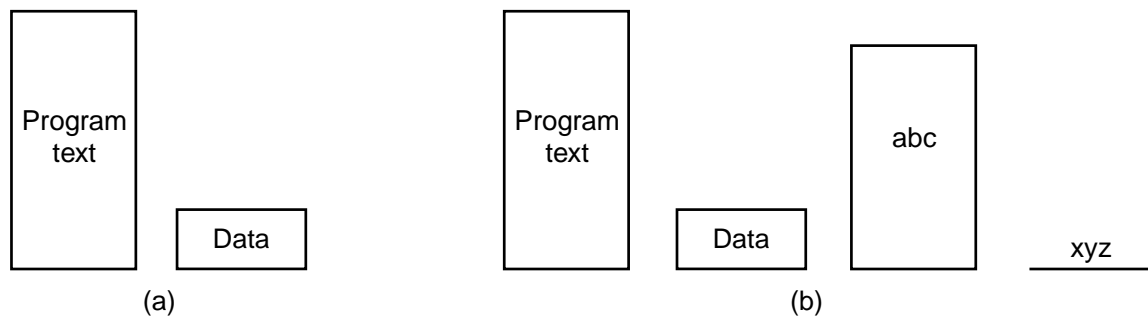 Program
text
Data
(a)
Program
text
Data
abc
xyz
(b)